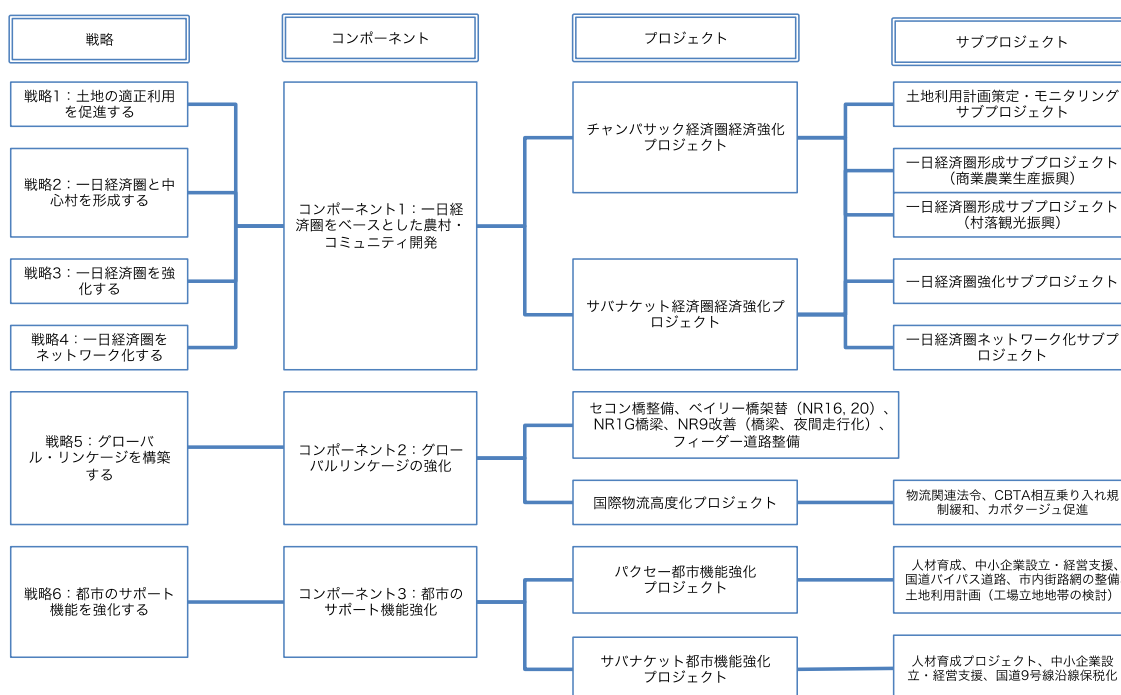 戦略
コンポーネント
プロジェクト
サブプロジェクト
戦略1：土地の適正利用
を促進する
戦略2：一日経済圏と中
心村を形成する
戦略3：一日経済圏を強
化する
戦略4：一日経済圏を
ネットワーク化する
コンポーネント1：一日経
済圏をベースとした農村・
コミュニティ開発
チャンパサック経済圏経済強化
プロジェクト
サバナケット経済圏経済強化プ
ロジェクト
土地利用計画策定・モニタリング
サブプロジェクト
一日経済圏形成サブプロジェクト
（商業農業生産振興）
一日経済圏形成サブプロジェクト
（村落観光振興）
一日経済圏強化サブプロジェクト
一日経済圏ネットワーク化サブプ
ロジェクト
戦略5：グローバ
ル・リンケージを構築
する
コンポーネント2：グロー
バルリンケージの強化
セコン橋整備、ベイリー橋架替（NR16, 20）、
NR1G橋梁、NR9改善（橋梁、夜間走行化）、
フィーダー道路整備
国際物流高度化プロジェクト
物流関連法令、CBTA相互乗り入れ規
制緩和、カボタージュ促進
戦略6：都市のサポート
機能を強化する
コンポーネント3：都市の
サポート機能強化
パクセー都市機能強化
プロジェクト
人材育成、中小企業設立・経営支援、
国道バイパス道路、市内街路網の整備、
土地利用計画（工場立地地帯の検討）
サバナケット都市機能強化
プロジェクト
人材育成プロジェクト、中小企業設
立・経営支援、国道9号線沿線保税化